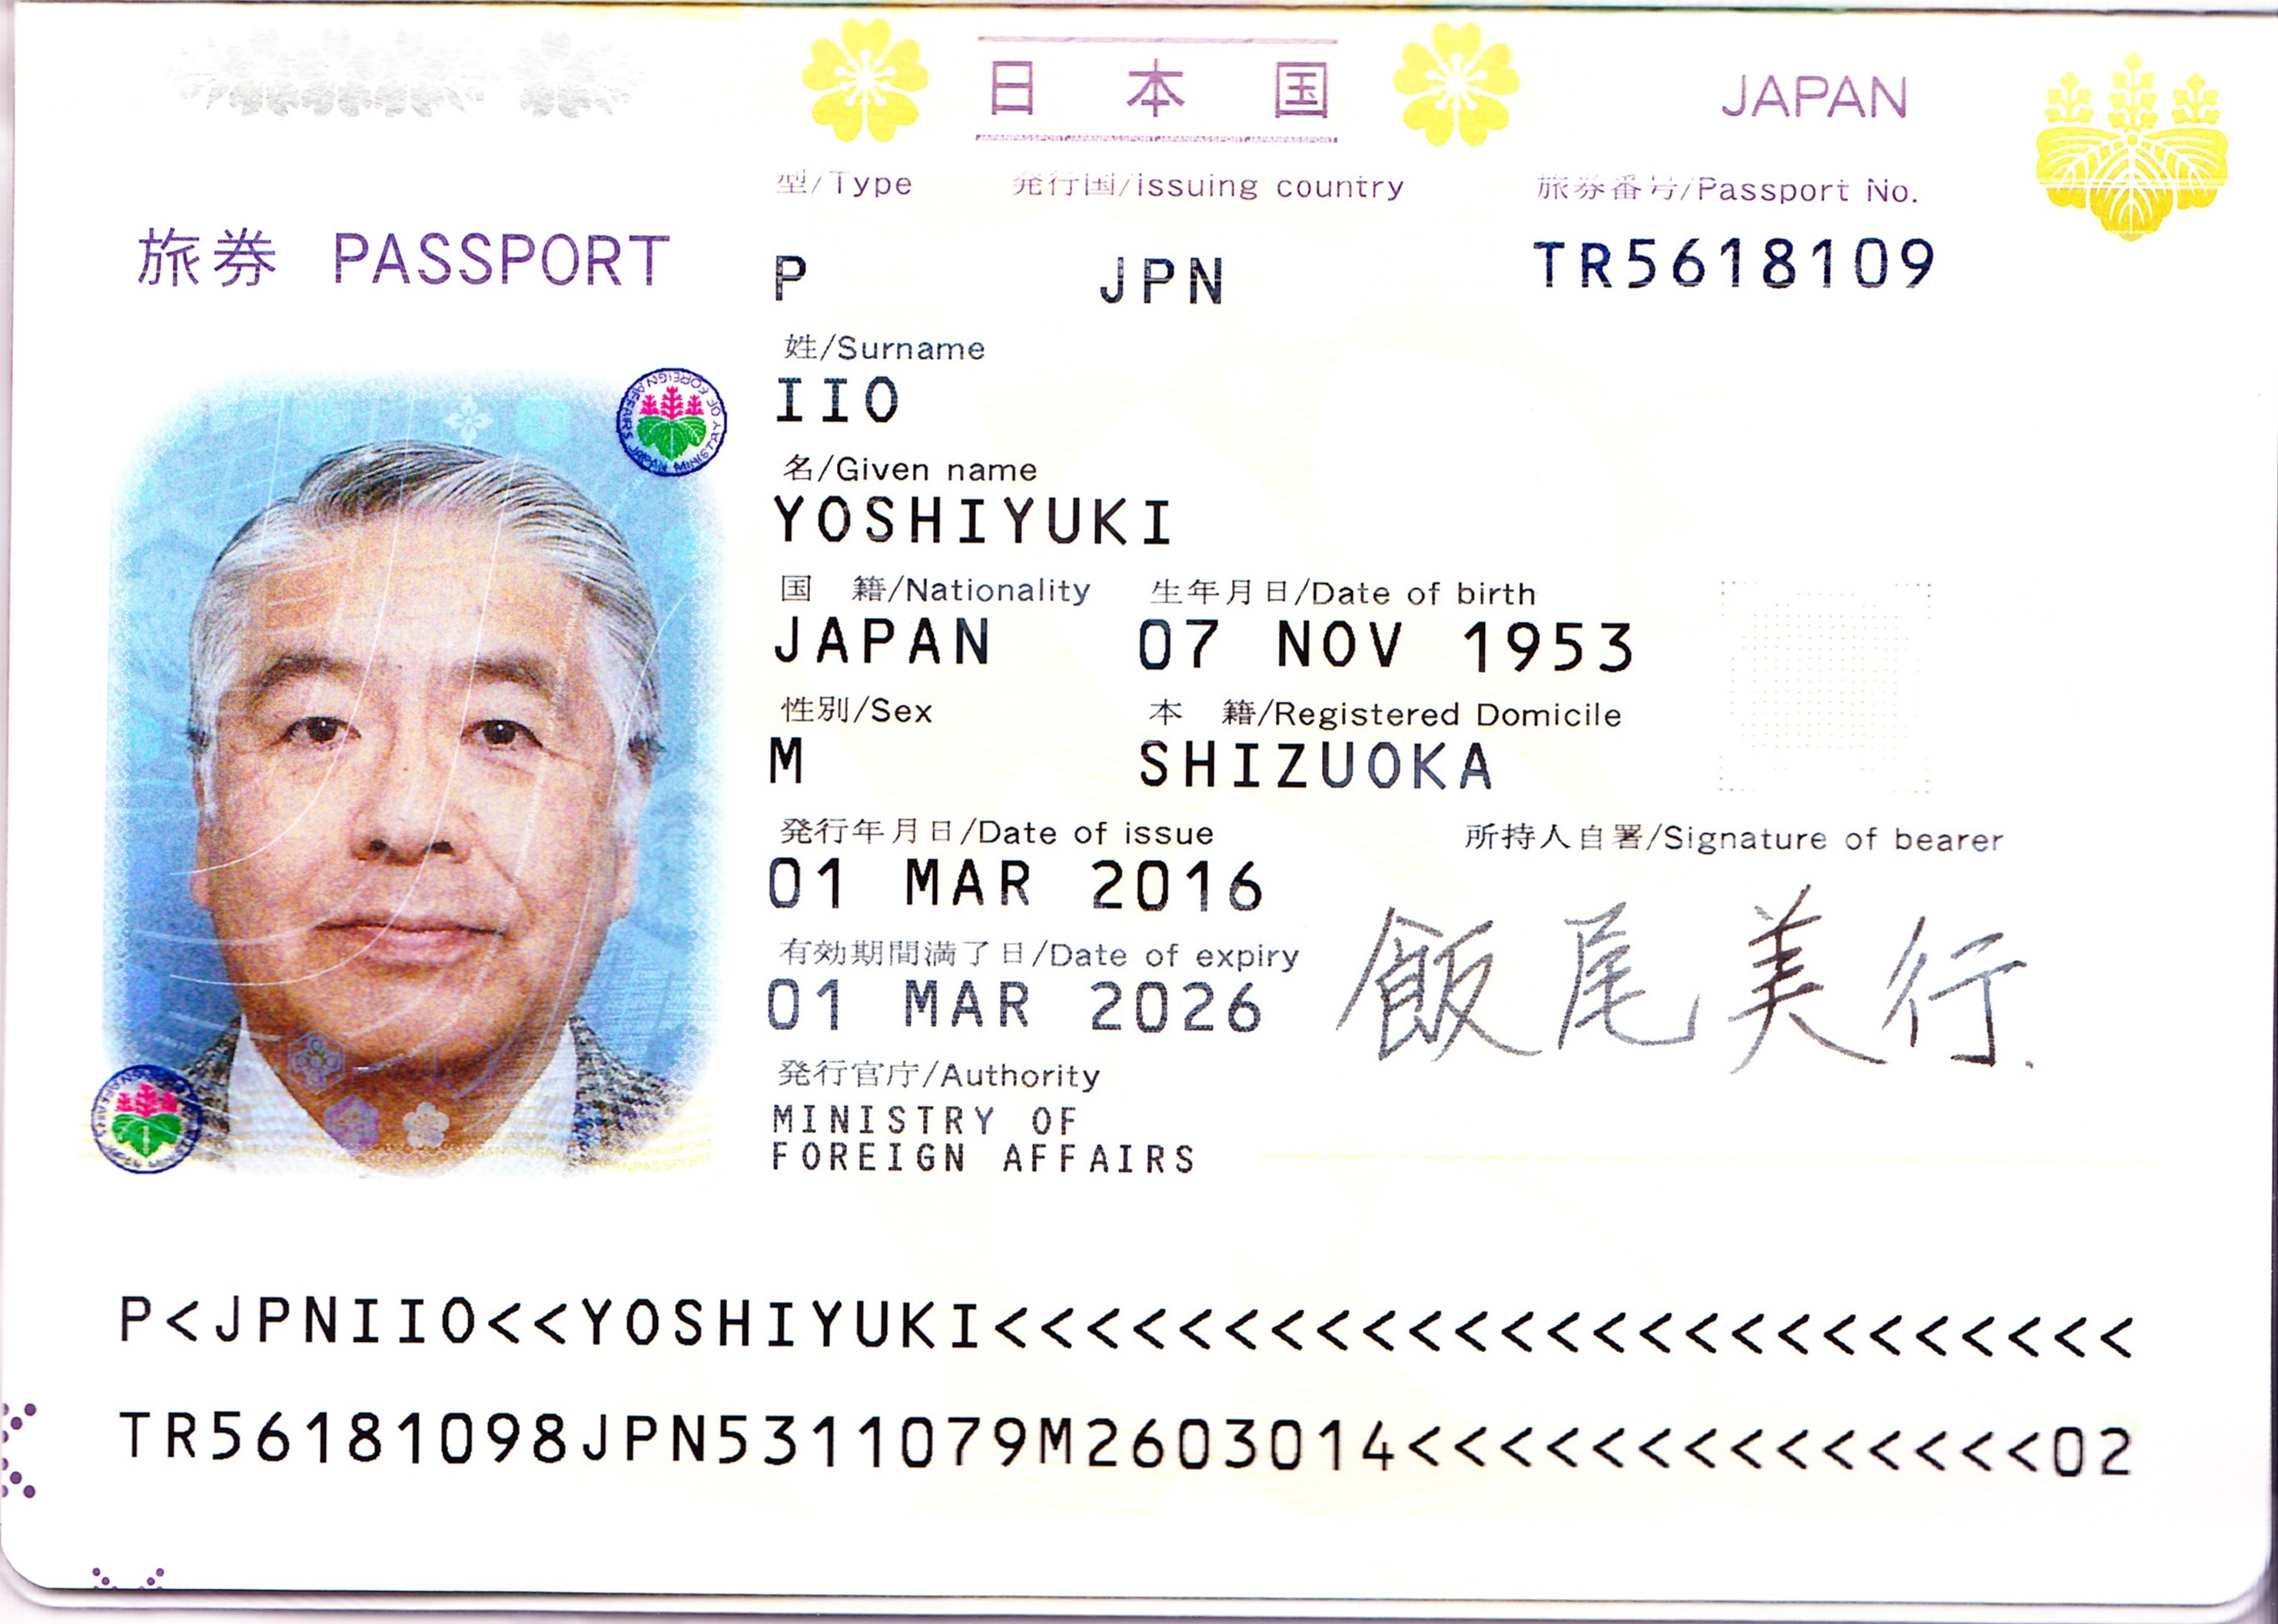 日本国
JAPAN
型/Type 発行国/issuing country 旅券番号/Passport No.
旅券 PASSPORT
P JPN TR5618109
姓/Surname
IIO
名/Given name
YOSHIYUKI
国 籍/Nationality 生年月日/Date of birth
JAPAN 07 NOV 1953
性別/Sex 本 籍/Registered Domicile
M SHIZUOKA
発行年月日/Date of issue 所持人自署/Signature of bearer
01 MAR 2016
飯尾美行.
有効期間満了日/Date of expiry
01 MAR 2026
発行官庁/Authority
MINISTRY OF
FOREIGN AFFAIRS
P<JPNIIO<<YOSHIYUKI<<<<<<<<<<<<<<<<<<<<<<<<<
TR56181098JPN5311079M2603014<<<<<<<<<<<<<<02